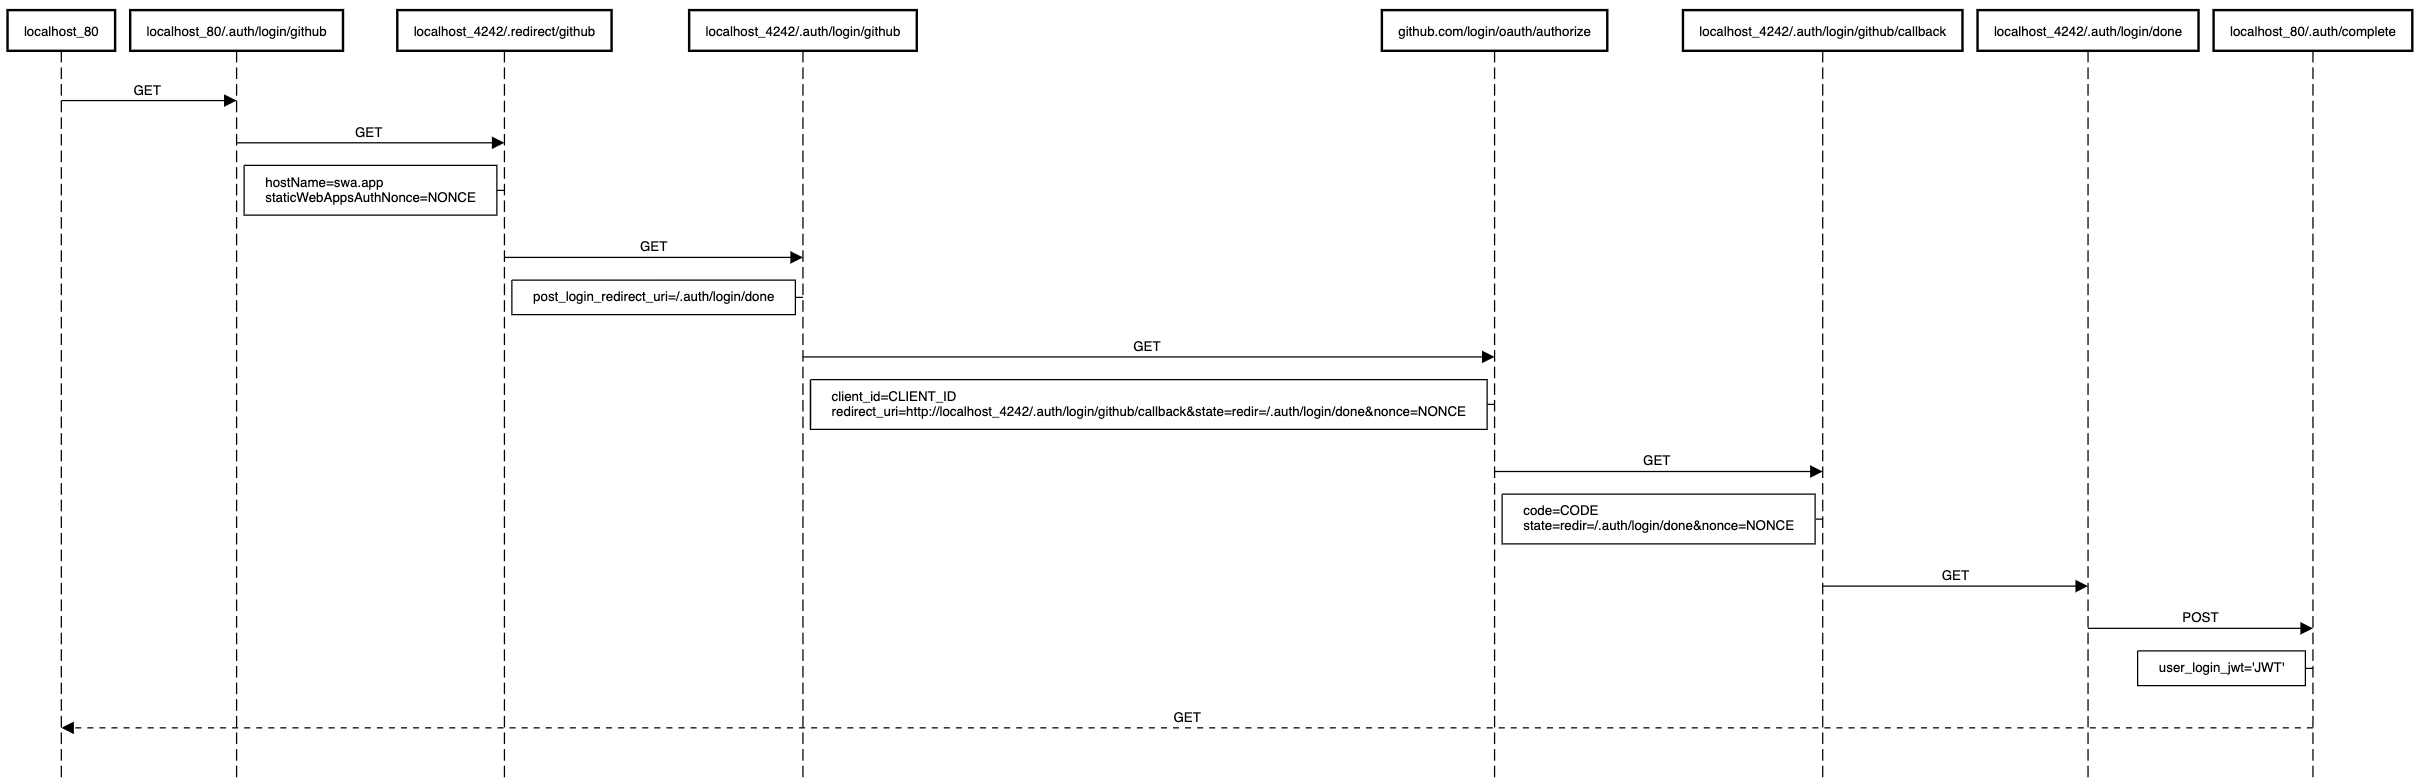 localhost_80
localhost_80/.auth/login/github
localhost_4242/.redirect/github
localhost_4242/.auth/login/github
github.com/login/oauth/authorize
localhost_4242/.auth/login/github/callback
localhost_4242/.auth/login/done
localhost_80/.auth/complete
GET
GET
hostName=swa.app
staticWebAppsAuthNonce=NONCE
GET
post_login_redirect_uri=/.auth/login/done
GET
client_id=CLIENT_ID
redirect_uri=http://localhost_4242/.auth/login/github/callback&state=redir=/.auth/login/done&nonce=NONCE
GET
code=CODE
state=redir=/.auth/login/done&nonce=NONCE
GET
POST
user_login_jwt='JWT'
GET